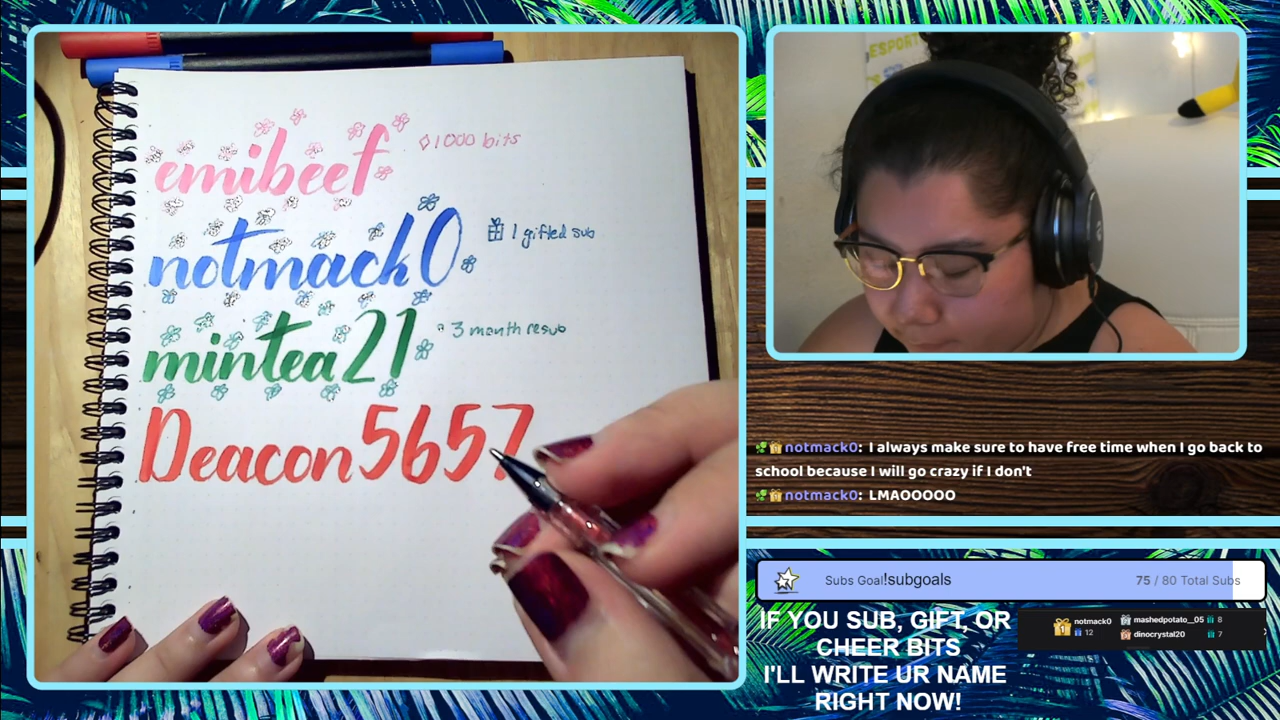 emibeef ◊1000 bits
notmack0 1 gifted sub
mintea21 3 month resub
Deacon5657
ESPORT
notmack0: I always make sure to have free time when I go back to
school because I will go crazy if I don't
notmack0: LMAOOOOO
Subs Goal!subgoals 75 / 80 Total Subs
IF YOU SUB, GIFT, OR
CHEER BITS
I'LL WRITE UR NAME
RIGHT NOW!
1 notmack0 12
mashedpotato_05 8
dinocrystal20 7